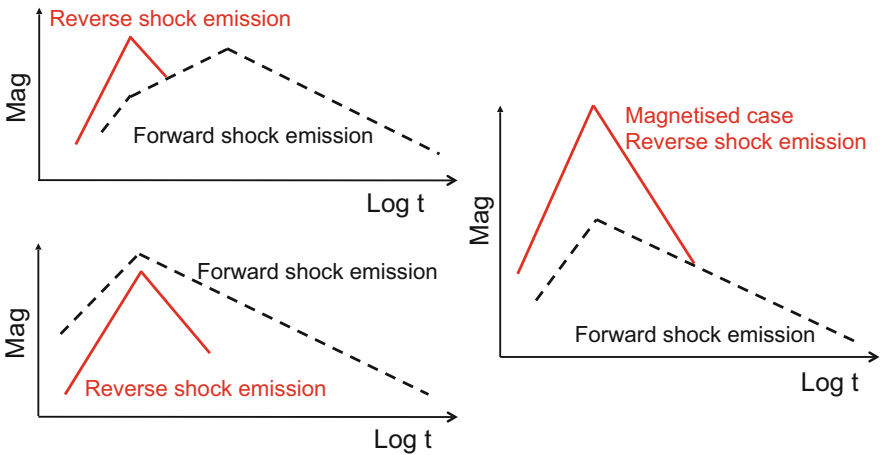 Reverse shock emission
Mag
Forward shock emission
Log t
Forward shock emission
Mag
Reverse shock emission
Log t
Magnetised case
Reverse shock emission
Mag
Forward shock emission
Log t